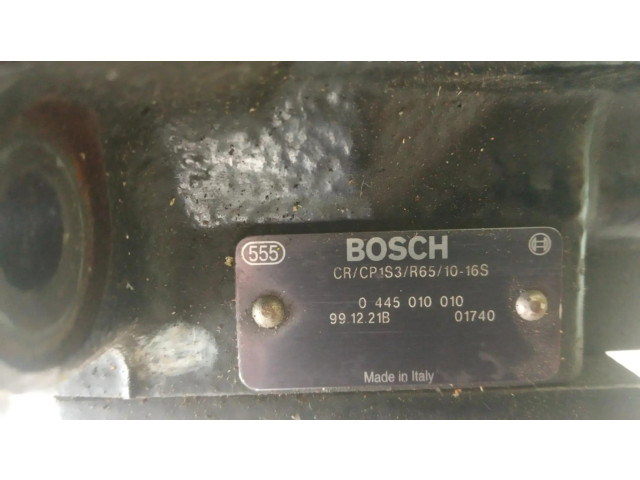 555 BOSCH
CR/CP1S3/R65/10-16S
0 445 010 010
99.12.21B 01740
Made in Italy